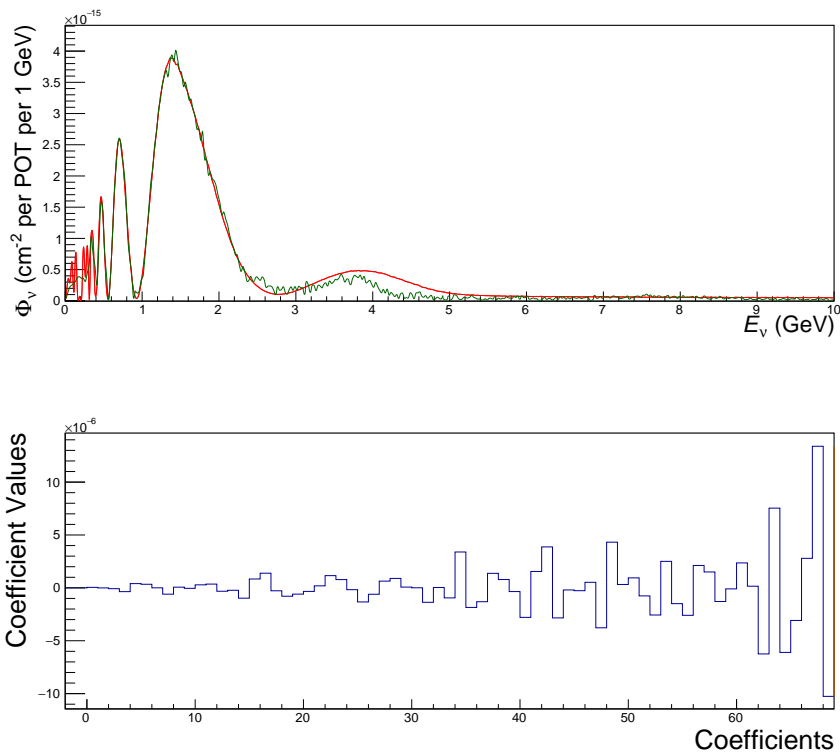 ×10⁻¹⁵
Φν (cm⁻² per POT per 1 GeV)
4
3.5
3
2.5
2
1.5
1
0.5
0
0 1 2 3 4 5 6 7 8 9 10
Eν (GeV)
×10⁻⁶
Coefficient Values
10
5
0
−5
−10
0 10 20 30 40 50 60
Coefficients